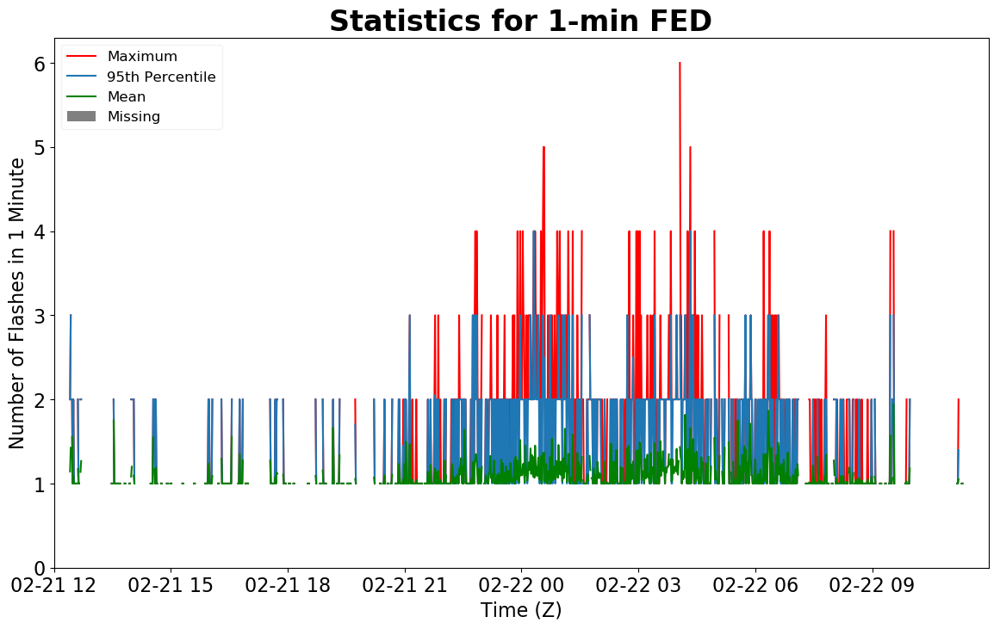 Statistics for 1-min FED
Maximum
95th Percentile
Mean
Missing
Number of Flashes in 1 Minute
6
5
4
3
2
1
0
02-21 12
02-21 15
02-21 18
02-21 21
02-22 00
02-22 03
02-22 06
02-22 09
Time (Z)